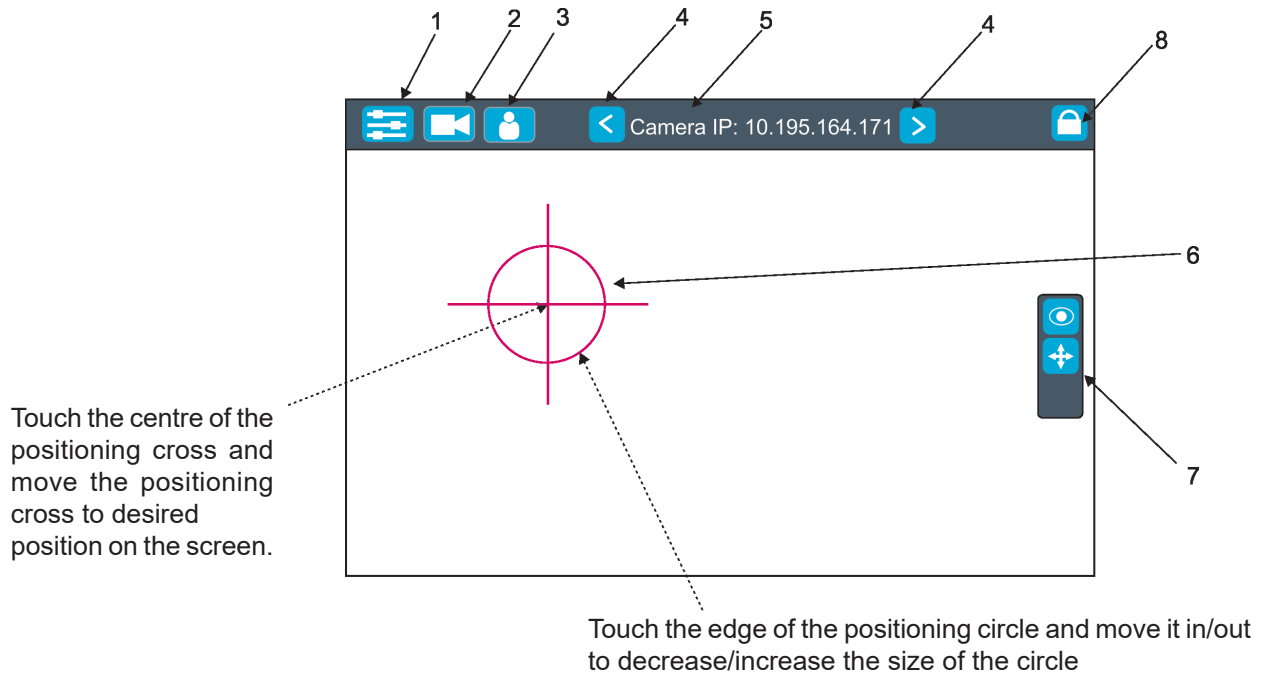 1 2 3 4 5 4 8
< Camera IP: 10.195.164.171 >
6
7
Touch the centre of the
positioning cross and
move the positioning
cross to desired
position on the screen.
Touch the edge of the positioning circle and move it in/out
to decrease/increase the size of the circle